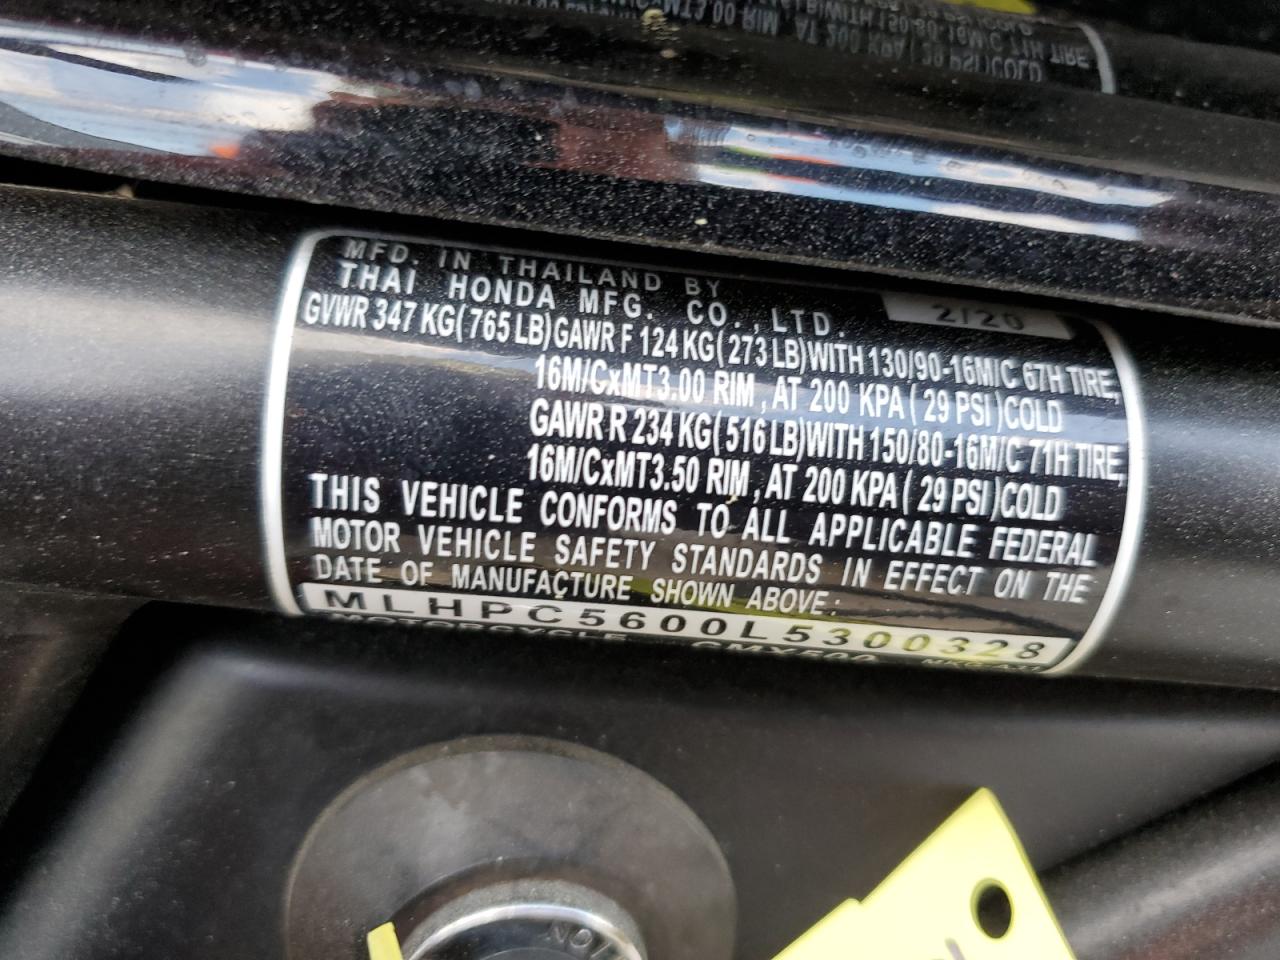 MFD. IN THAILAND BY
THAI HONDA MFG. CO., LTD. 2/20
GVWR 347 KG(765 LB)GAWR F 124 KG(273 LB)WITH 130/90-16M/C 67H TIRE,
16M/CxMT3.00 RIM, AT 200 KPA(29 PSI)COLD
GAWR R 234 KG(516 LB)WITH 150/80-16M/C 71H TIRE,
16M/CxMT3.50 RIM, AT 200 KPA(29 PSI)COLD
THIS VEHICLE CONFORMS TO ALL APPLICABLE FEDERAL
MOTOR VEHICLE SAFETY STANDARDS IN EFFECT ON THE
DATE OF MANUFACTURE SHOWN ABOVE:
MLHPC5600L5300328
MOTORCYCLE CMX500